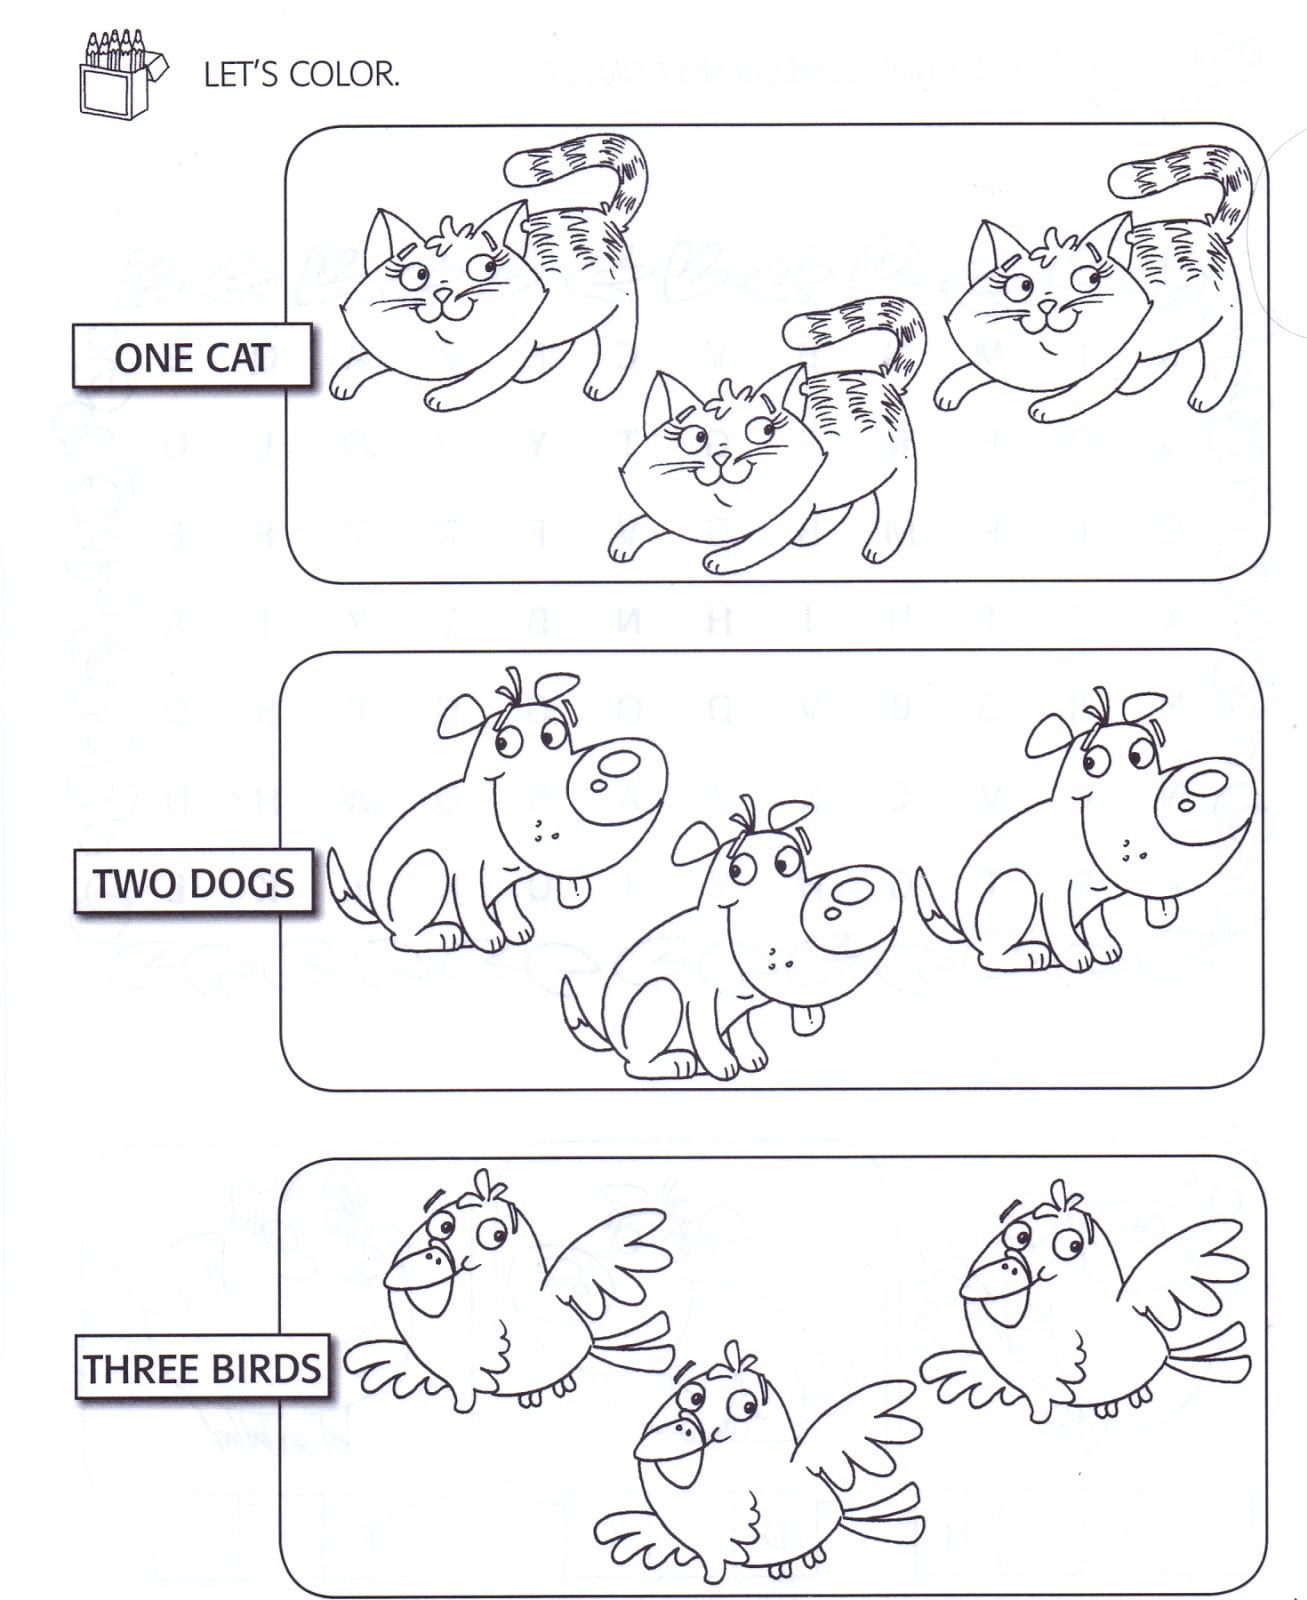 LET'S COLOR.
ONE CAT
TWO DOGS
THREE BIRDS